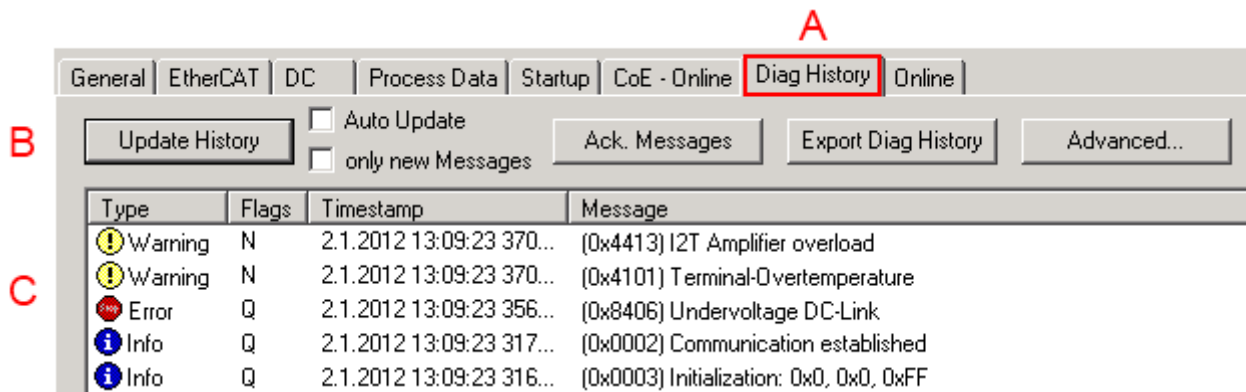 A
General EtherCAT DC Process Data Startup CoE - Online Diag History Online
B
Update History Auto Update Ack. Messages Export Diag History Advanced...
only new Messages
Type Flags Timestamp Message
C
Warning N 2.1.2012 13:09:23 370... (0x4413) I2T Amplifier overload
Warning N 2.1.2012 13:09:23 370... (0x4101) Terminal-Overtemperature
Stop Error Q 2.1.2012 13:09:23 356... (0x8406) Undervoltage DC-Link
Info Q 2.1.2012 13:09:23 317... (0x0002) Communication established
Info Q 2.1.2012 13:09:23 316... (0x0003) Initialization: 0x0, 0x0, 0xFF